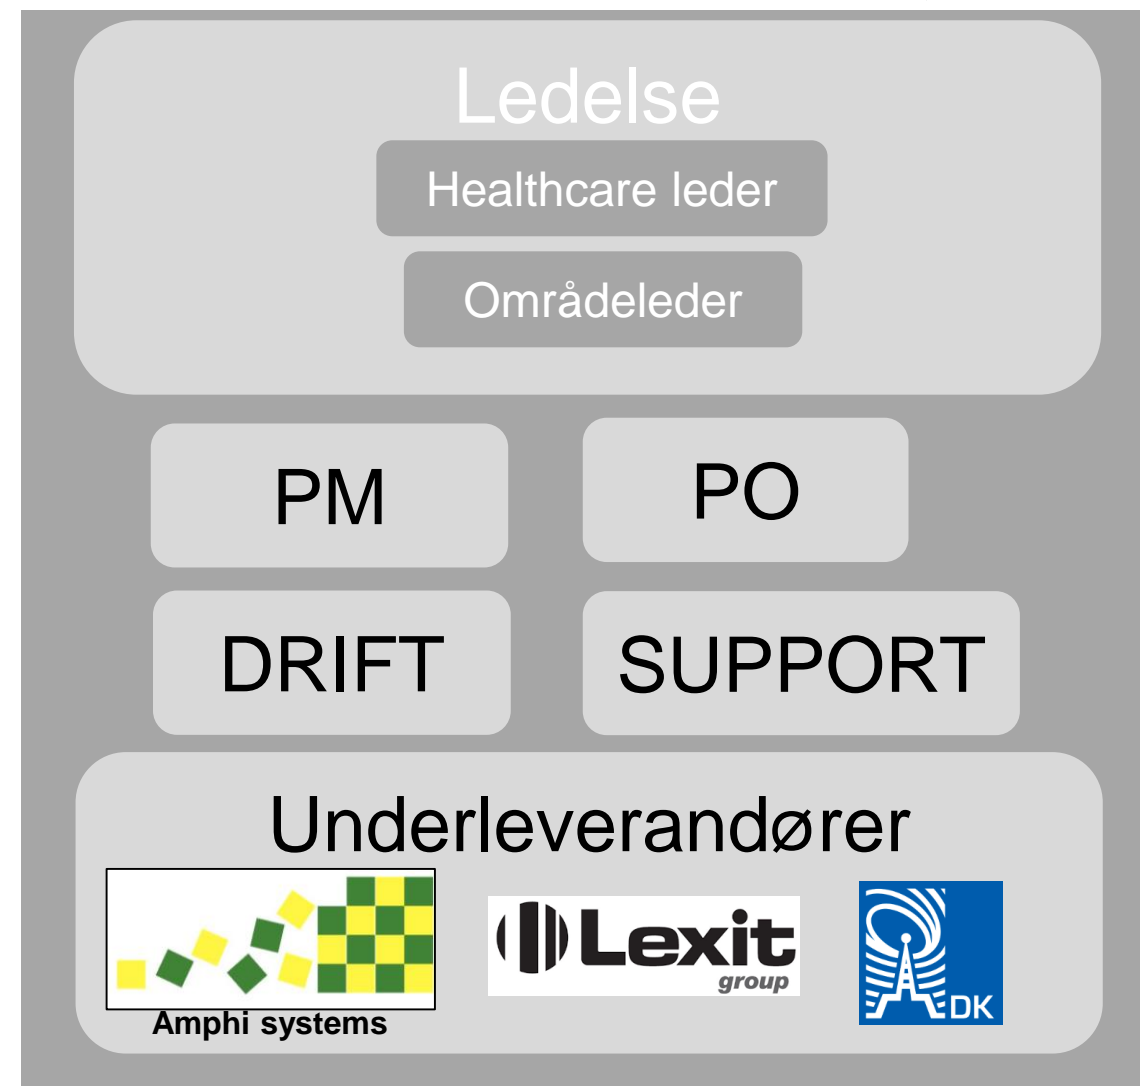 Ledelse
Healthcare leder
Områdeleder
PM
PO
DRIFT
SUPPORT
Underleverandører
Lexit
group
DK
Amphi systems